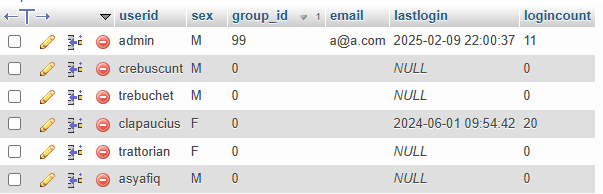 userid sex group_id 1 email lastlogin logincount
admin M 99 a@a.com 2025-02-09 22:00:37 11
crebuscunt M 0 NULL 0
trebuchet M 0 NULL 0
clapaucius F 0 2024-06-01 09:54:42 20
trattorian F 0 NULL 0
asyafiq M 0 NULL 0